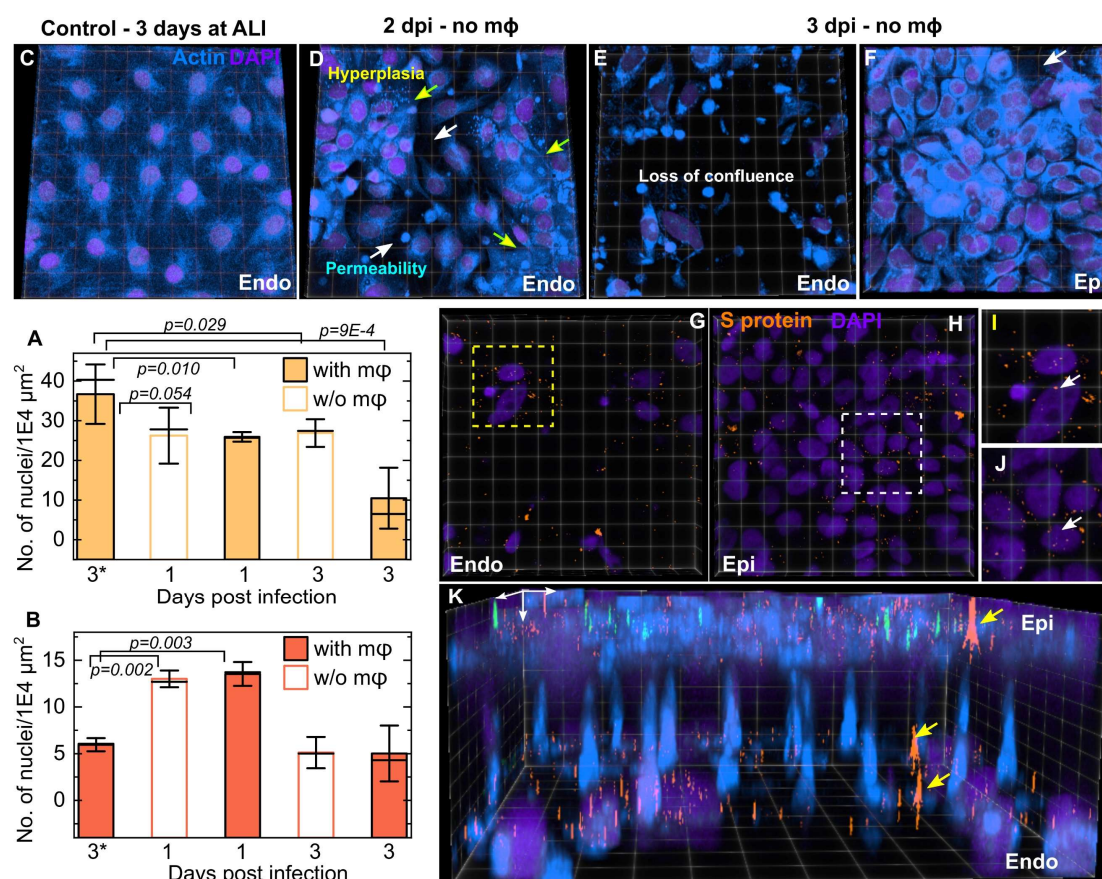 Control - 3 days at ALI
2 dpi - no mϕ
3 dpi - no mϕ
C
Actin DAPI
Endo
D
Hyperplasia
Permeability
Endo
E
Loss of confluence
Endo
F
Ep
A
p=0.029
p=9E-4
p=0.010
p=0.054
with mφ
w/o mφ
No. of nuclei/1E4 µm²
40
30
20
10
0
3* 1 1 3 3
Days post infection
B
p=0.003
p=0.002
with mφ
w/o mφ
No. of nuclei/1E4 µm²
15
10
5
0
3* 1 1 3 3
Days post infection
G
Endo
S protein DAPI
H
Epi
I
J
K
Epi
Endo